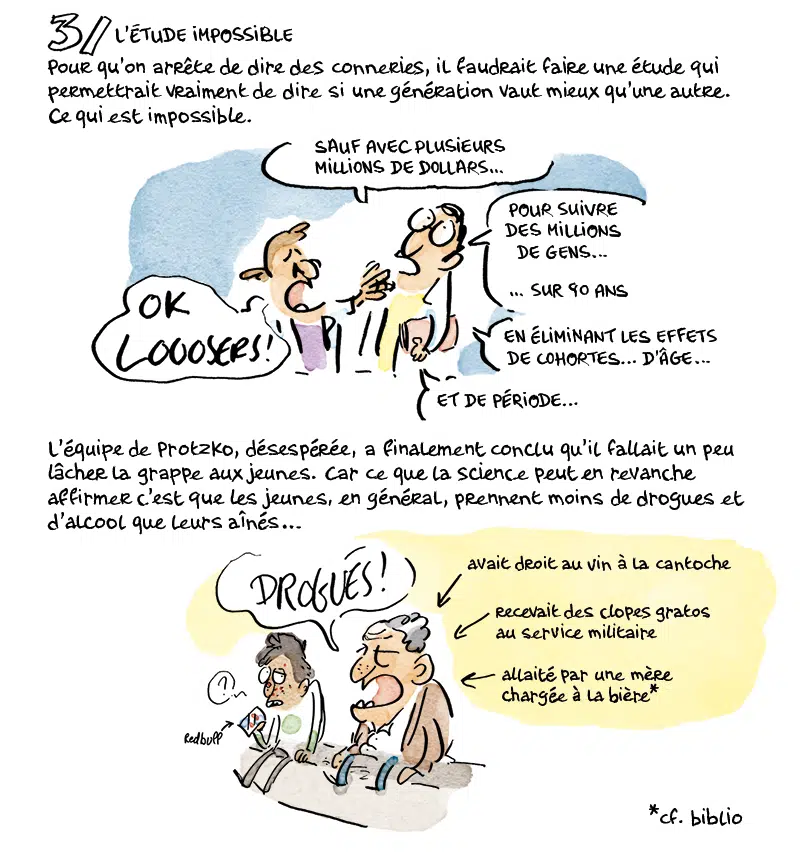 3/ L'ÉTUDE IMPOSSIBLE
Pour qu'on arrête de dire des conneries, il faudrait faire une étude qui
permettrait vraiment de dire si une génération vaut mieux qu'une autre.
Ce qui est impossible.
SAUF AVEC PLUSIEURS
MILLIONS DE DOLLARS...
POUR SUIVRE
DES MILLIONS
DE GENS...
... SUR 90 ANS
OK
LOOOSERS!
EN ÉLIMINANT LES EFFETS
DE COHORTES... D'ÂGE...
ET DE PÉRIODE...
L'équipe de Protzko, désespérée, a finalement conclu qu'il fallait un peu
lâcher la grappe aux jeunes. Car ce que la science peut en revanche
affirmer c'est que les jeunes, en général, prennent moins de drogues et
d'alcool que leurs aînés...
DROGUÉS!
avait droit au vin à la cantoche
recevait des clopes gratos
au service militaire
allaité par une mère
chargée à la bière*
?
Redbull
*cf. biblio